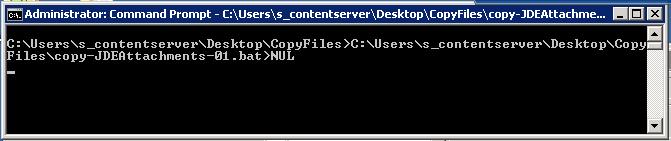 Administrator: Command Prompt - C:\Users\s_contentserver\Desktop\CopyFiles\copy-JDEAttachme...
C:\Users\s_contentserver\Desktop\CopyFiles>C:\Users\s_contentserver\Desktop\Copy
Files\copy-JDEAttachments-01.bat>NUL